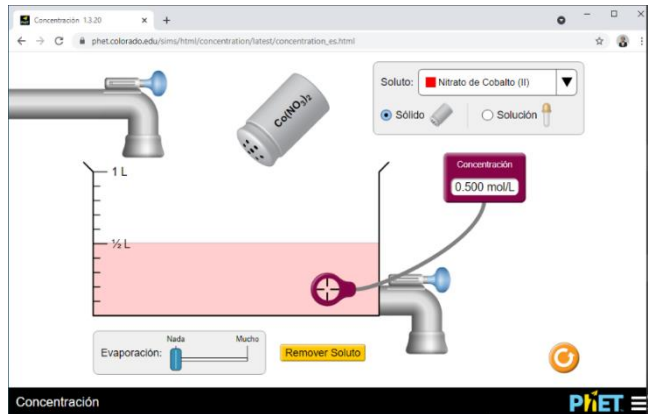 Concentración 1.3.20
phet.colorado.edu/sims/html/concentration/latest/concentration_es.html
Soluto: Nitrato de Cobalto (II)
Sólido Solución
Co(NO₃)₂
Concentración
0.500 mol/L
1 L
½ L
Nada Mucho
Evaporación: Remover Soluto
Concentración PhET